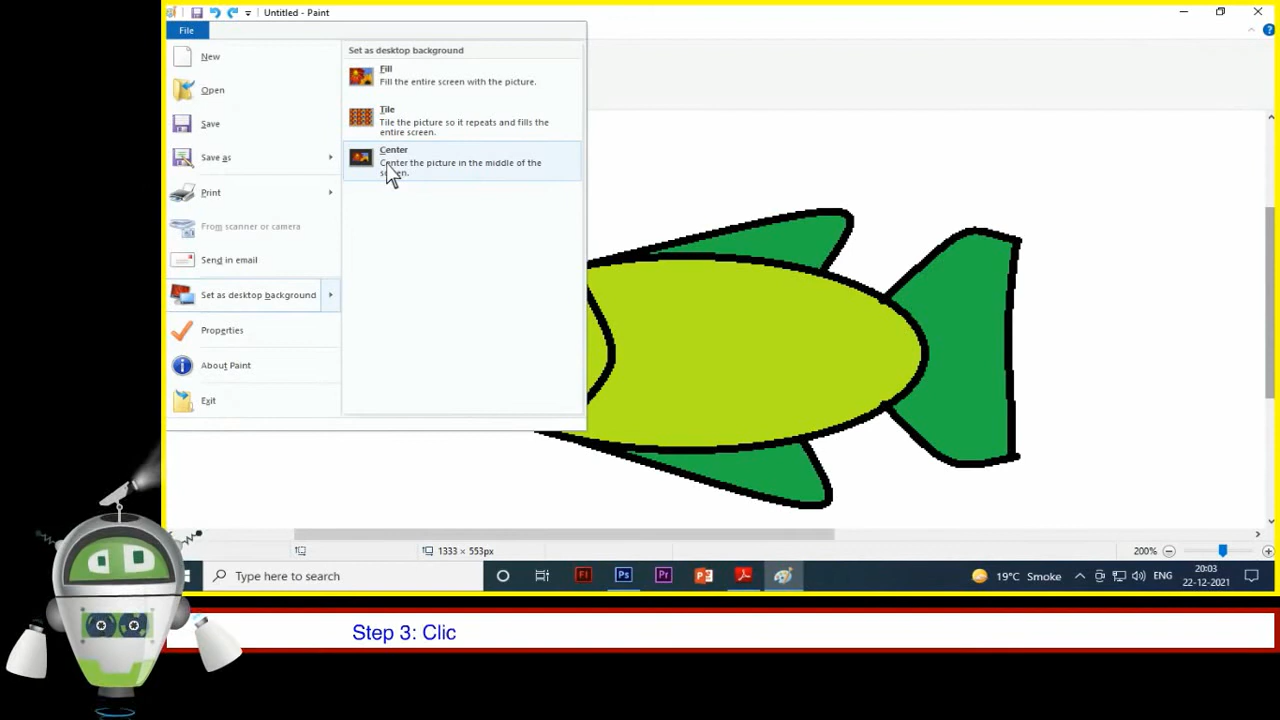 Untitled - Paint
File
New
Open
Save
Save as
Print
From scanner or camera
Send in email
Set as desktop background
Properties
About Paint
Exit
Set as desktop background
Fill
Fill the entire screen with the picture.
Tile
Tile the picture so it repeats and fills the
entire screen.
Center
Center the picture in the middle of the
1333 × 553px
200%
Type here to search
Fl
Ps
Pr
P
19°C Smoke
ENG
20:03
22-12-2021
Step 3: Clic